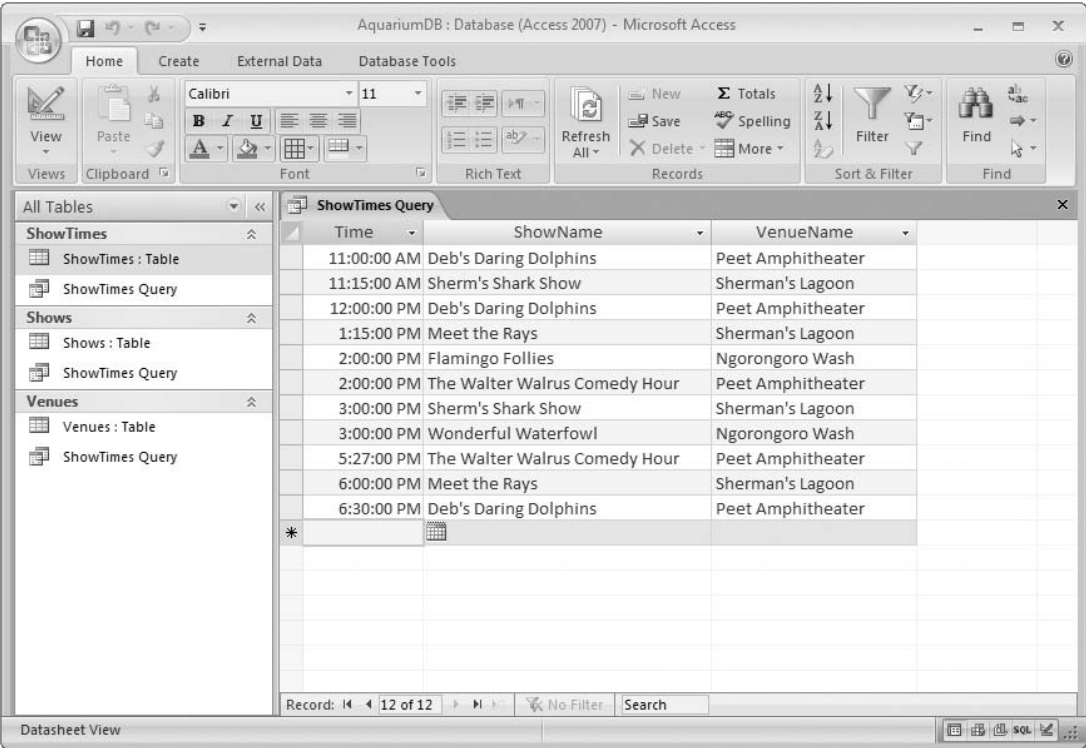 AquariumDB : Database (Access 2007) - Microsoft Access
Home Create External Data Database Tools
View
Views
Paste
Clipboard
Calibri 11
B I U
A
Font
Rich Text
Refresh All
New
Save
Delete
Totals
Spelling
More
Records
Filter
Sort & Filter
Find
Find
All Tables
ShowTimes
ShowTimes : Table
ShowTimes Query
Shows
Shows : Table
ShowTimes Query
Venues
Venues : Table
ShowTimes Query
ShowTimes Query
Time ShowName VenueName
11:00:00 AM Deb's Daring Dolphins Peet Amphitheater
11:15:00 AM Sherm's Shark Show Sherman's Lagoon
12:00:00 PM Deb's Daring Dolphins Peet Amphitheater
1:15:00 PM Meet the Rays Sherman's Lagoon
2:00:00 PM Flamingo Follies Ngorongoro Wash
2:00:00 PM The Walter Walrus Comedy Hour Peet Amphitheater
3:00:00 PM Sherm's Shark Show Sherman's Lagoon
3:00:00 PM Wonderful Waterfowl Ngorongoro Wash
5:27:00 PM The Walter Walrus Comedy Hour Peet Amphitheater
6:00:00 PM Meet the Rays Sherman's Lagoon
6:30:00 PM Deb's Daring Dolphins Peet Amphitheater
Record: 12 of 12 No Filter Search
Datasheet View SQL